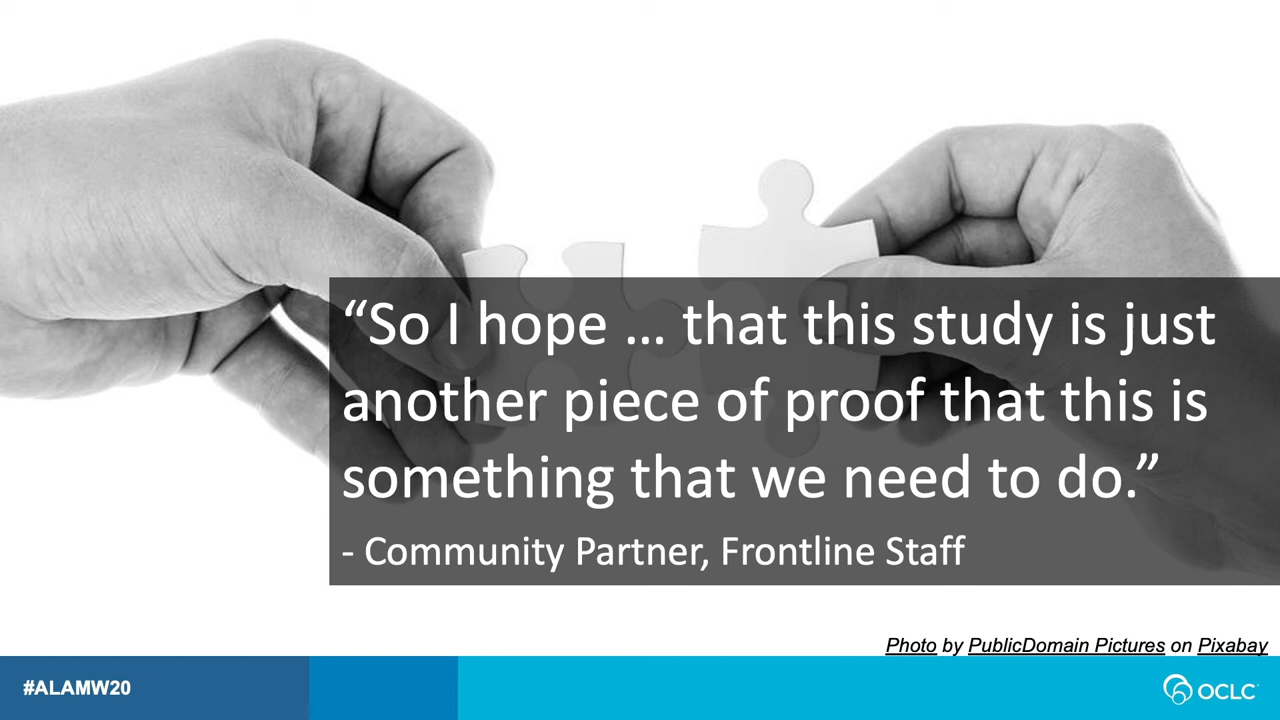 “So I hope ... that this study is just
another piece of proof that this is
something that we need to do.”
- Community Partner, Frontline Staff
Photo by PublicDomain Pictures on Pixabay
#ALAMW20
OCLC